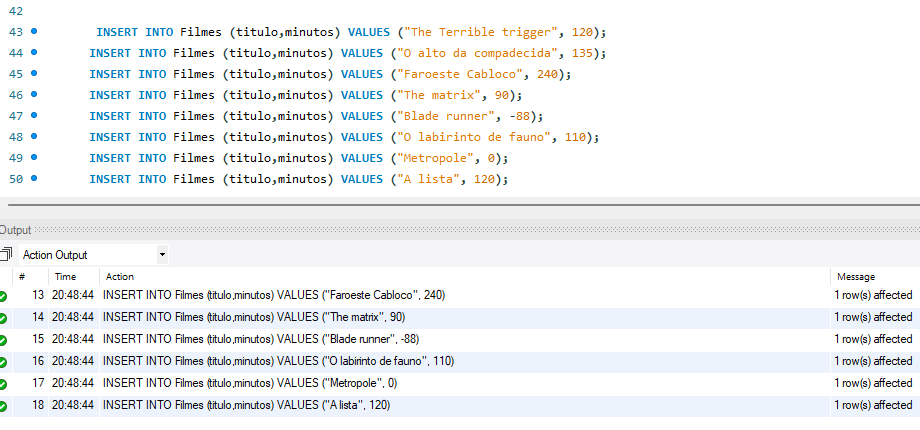 42
43 INSERT INTO Filmes (titulo,minutos) VALUES ("The Terrible trigger", 120);
44 INSERT INTO Filmes (titulo,minutos) VALUES ("O alto da compadecida", 135);
45 INSERT INTO Filmes (titulo,minutos) VALUES ("Faroeste Cabloco", 240);
46 INSERT INTO Filmes (titulo,minutos) VALUES ("The matrix", 90);
47 INSERT INTO Filmes (titulo,minutos) VALUES ("Blade runner", -88);
48 INSERT INTO Filmes (titulo,minutos) VALUES ("O labirinto de fauno", 110);
49 INSERT INTO Filmes (titulo,minutos) VALUES ("Metropole", 0);
50 INSERT INTO Filmes (titulo,minutos) VALUES ("A lista", 120);
Output
Action Output
# Time Action Message
13 20:48:44 INSERT INTO Filmes (titulo,minutos) VALUES ("Faroeste Cabloco", 240) 1 row(s) affected
14 20:48:44 INSERT INTO Filmes (titulo,minutos) VALUES ("The matrix", 90) 1 row(s) affected
15 20:48:44 INSERT INTO Filmes (titulo,minutos) VALUES ("Blade runner", -88) 1 row(s) affected
16 20:48:44 INSERT INTO Filmes (titulo,minutos) VALUES ("O labirinto de fauno", 110) 1 row(s) affected
17 20:48:44 INSERT INTO Filmes (titulo,minutos) VALUES ("Metropole", 0) 1 row(s) affected
18 20:48:44 INSERT INTO Filmes (titulo,minutos) VALUES ("A lista", 120) 1 row(s) affected